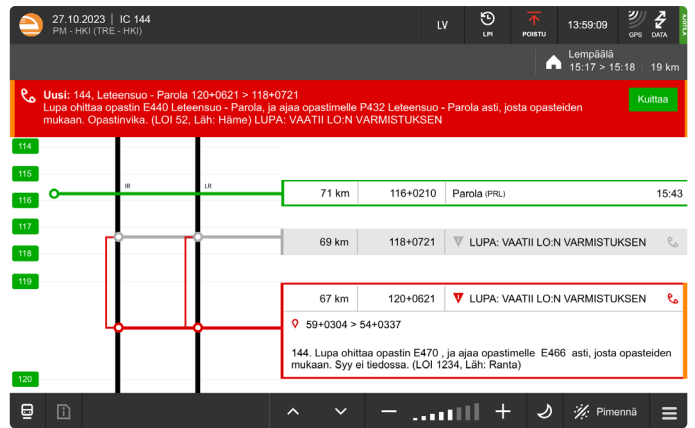 27.10.2023 | IC 144
PM - HKI (TRE - HKI)
LV
LPI
POISTU
13:59:09
GPS
DATA
AJOTILA
Lempäälä
15:17 > 15:18 | 19 km
Uusi: 144, Leteensuo - Parola 120+0621 > 118+0721
Lupa ohittaa opastin E440 Leteensuo - Parola, ja ajaa opastimelle P432 Leteensuo - Parola asti, josta opasteiden
mukaan. Opastinvika. (LOI 52, Läh: Häme) LUPA: VAATII LO:N VARMISTUKSEN
Kuittaa
114
115
IR
LR
71 km
116+0210
Parola (PRL)
15:43
116
117
69 km
118+0721
LUPA: VAATII LO:N VARMISTUKSEN
118
119
67 km
120+0621
LUPA: VAATII LO:N VARMISTUKSEN
59+0304 > 54+0337
144. Lupa ohittaa opastin E470 , ja ajaa opastimelle E466 asti, josta opasteiden
mukaan. Syy ei tiedossa. (LOI 1234, Läh: Ranta)
120
Pimennä